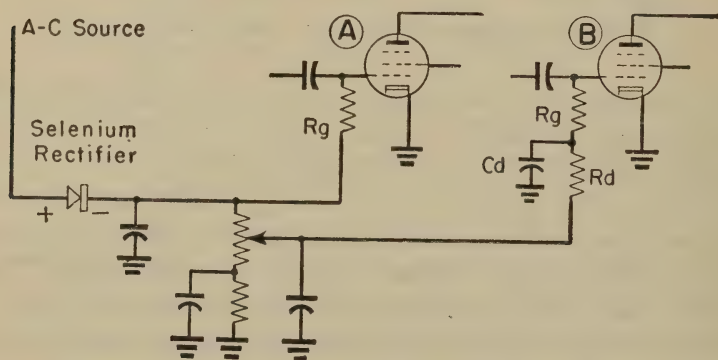 A-C Source
A
B
Selenium
Rectifier
Rg
Rg
Cd
Rd
+
-